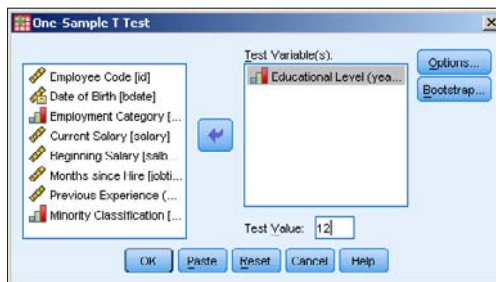 One-Sample T Test
Employee Code [id]
Date of Birth [bdate]
Employment Category [...
Current Salary [salary]
Beginning Salary [salb...
Months since Hire [jobti...
Previous Experience (...
Minority Classification [...
Test Variable(s):
Educational Level (yea...
Options...
Bootstrap...
Test Value: 12
OK Paste Reset Cancel Help